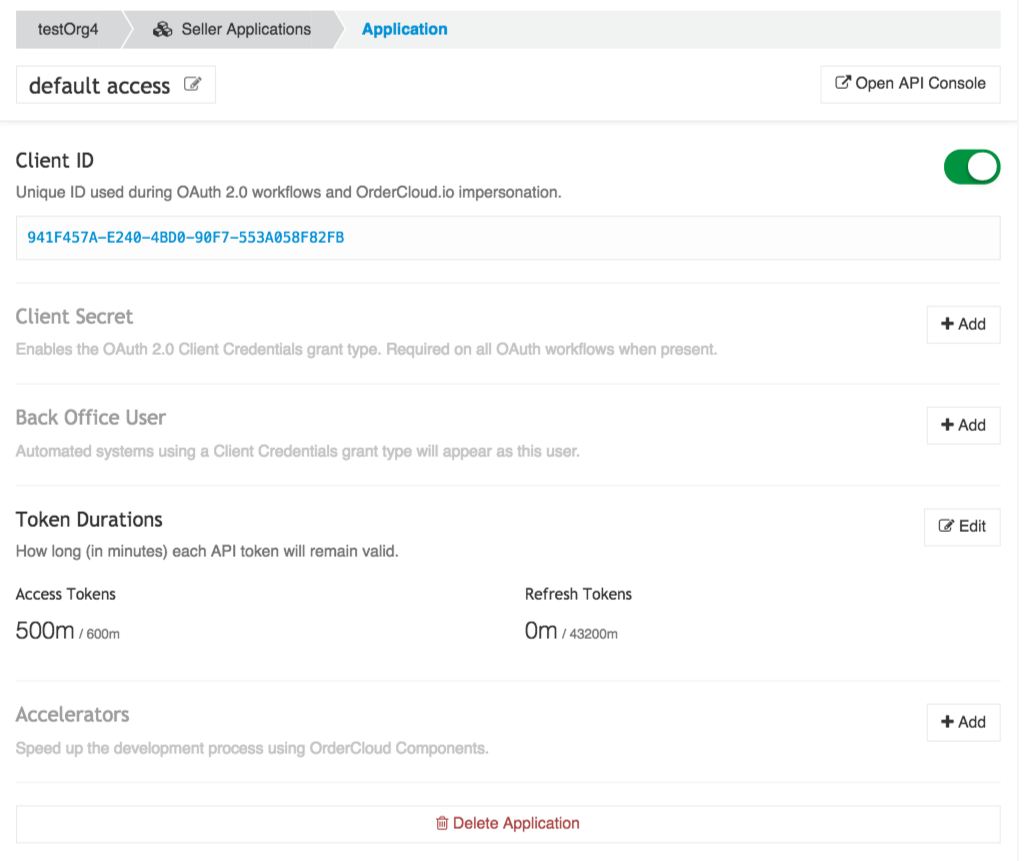 testOrg4 Seller Applications Application
default access Open API Console
Client ID
Unique ID used during OAuth 2.0 workflows and OrderCloud.io impersonation.
941F457A-E240-4BD0-90F7-553A058F82FB
Client Secret
Add
Enables the OAuth 2.0 Client Credentials grant type. Required on all OAuth workflows when present.
Back Office User
Add
Automated systems using a Client Credentials grant type will appear as this user.
Token Durations
Edit
How long (in minutes) each API token will remain valid.
Access Tokens Refresh Tokens
500m / 600m 0m / 43200m
Accelerators
Add
Speed up the development process using OrderCloud Components.
Delete Application